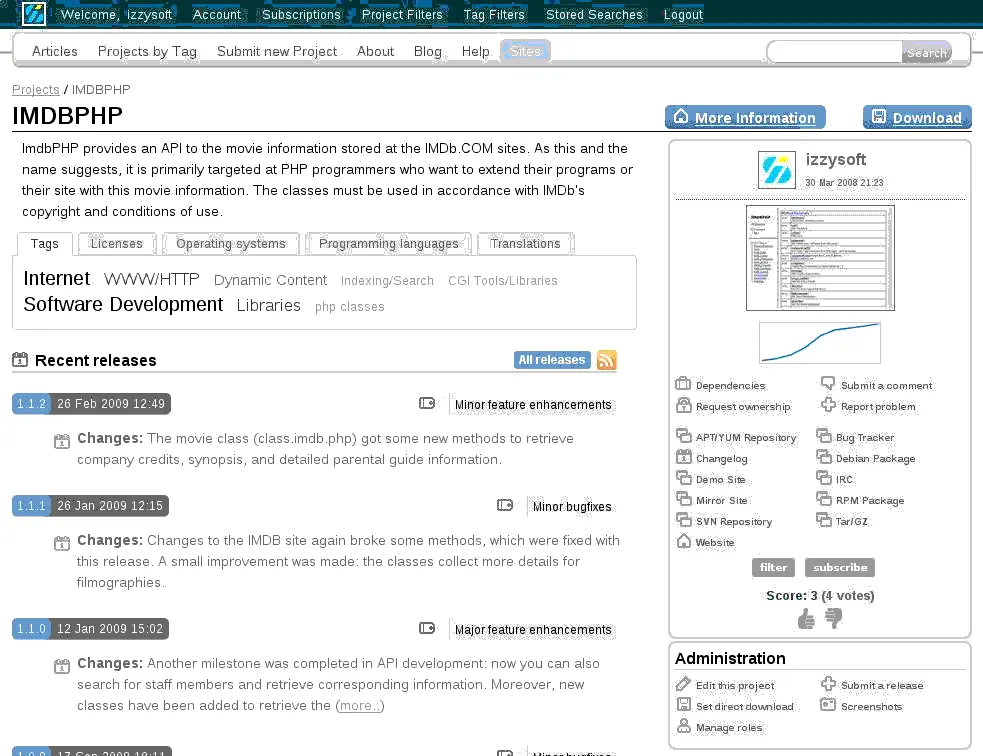 Welcome, izzysoft Account Subscriptions Project Filters Tag Filters Stored Searches Logout
Articles Projects by Tag Submit new Project About Blog Help Sites Search
Projects / IMDBPHP
IMDBPHP
More Information Download
ImdbPHP provides an API to the movie information stored at the IMDb.COM sites. As this and the
name suggests, it is primarily targeted at PHP programmers who want to extend their programs or
their site with this movie information. The classes must be used in accordance with IMDb's
copyright and conditions of use.
Tags Licenses Operating systems Programming languages Translations
Internet WWW/HTTP Dynamic Content Indexing/Search CGI Tools/Libraries
Software Development Libraries php classes
Recent releases All releases
1.1.2 26 Feb 2009 12:49 Minor feature enhancements
Changes: The movie class (class.imdb.php) got some new methods to retrieve
company credits, synopsis, and detailed parental guide information.
1.1.1 26 Jan 2009 12:15 Minor bugfixes
Changes: Changes to the IMDB site again broke some methods, which were fixed with
this release. A small improvement was made: the classes collect more details for
filmographies.
1.1.0 12 Jan 2009 15:02 Major feature enhancements
Changes: Another milestone was completed in API development: now you can also
search for staff members and retrieve corresponding information. Moreover, new
classes have been added to retrieve the (more..)
izzysoft
30 Mar 2008 21:23
Dependencies Submit a comment
Request ownership Report problem
APT/YUM Repository Bug Tracker
Changelog Debian Package
Demo Site IRC
Mirror Site RPM Package
SVN Repository Tar/GZ
Website
filter subscribe
Score: 3 (4 votes)
Administration
Edit this project Submit a release
Set direct download Screenshots
Manage roles